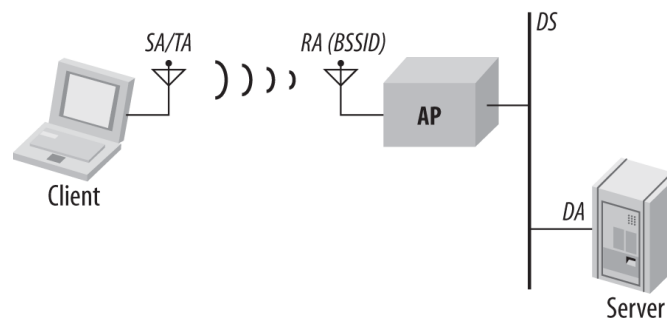 SA/TA
RA (BSSID)
DS
AP
Client
DA
Server